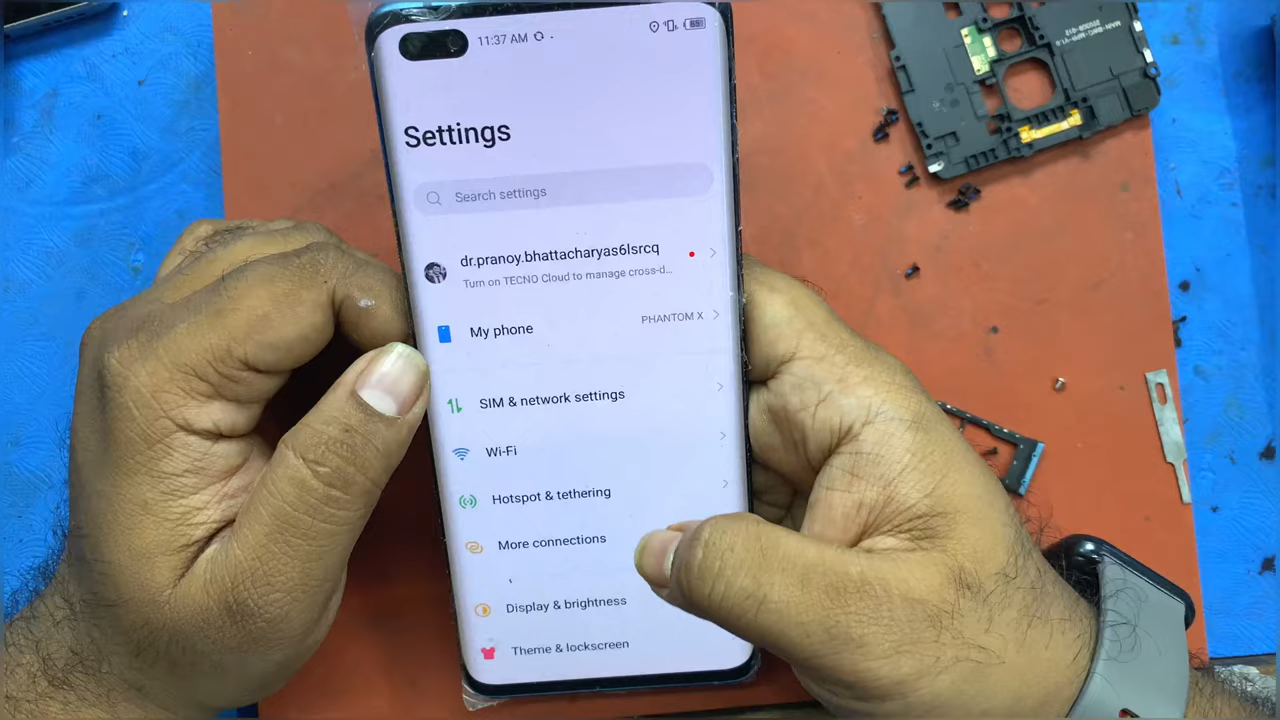 11:37 AM
89
Settings
Search settings
dr.pranoy.bhattacharyas6lsrcq
Turn on TECNO Cloud to manage cross-d...
My phone
PHANTOM X
SIM & network settings
Wi-Fi
Hotspot & tethering
More connections
Display & brightness
Theme & lockscreen